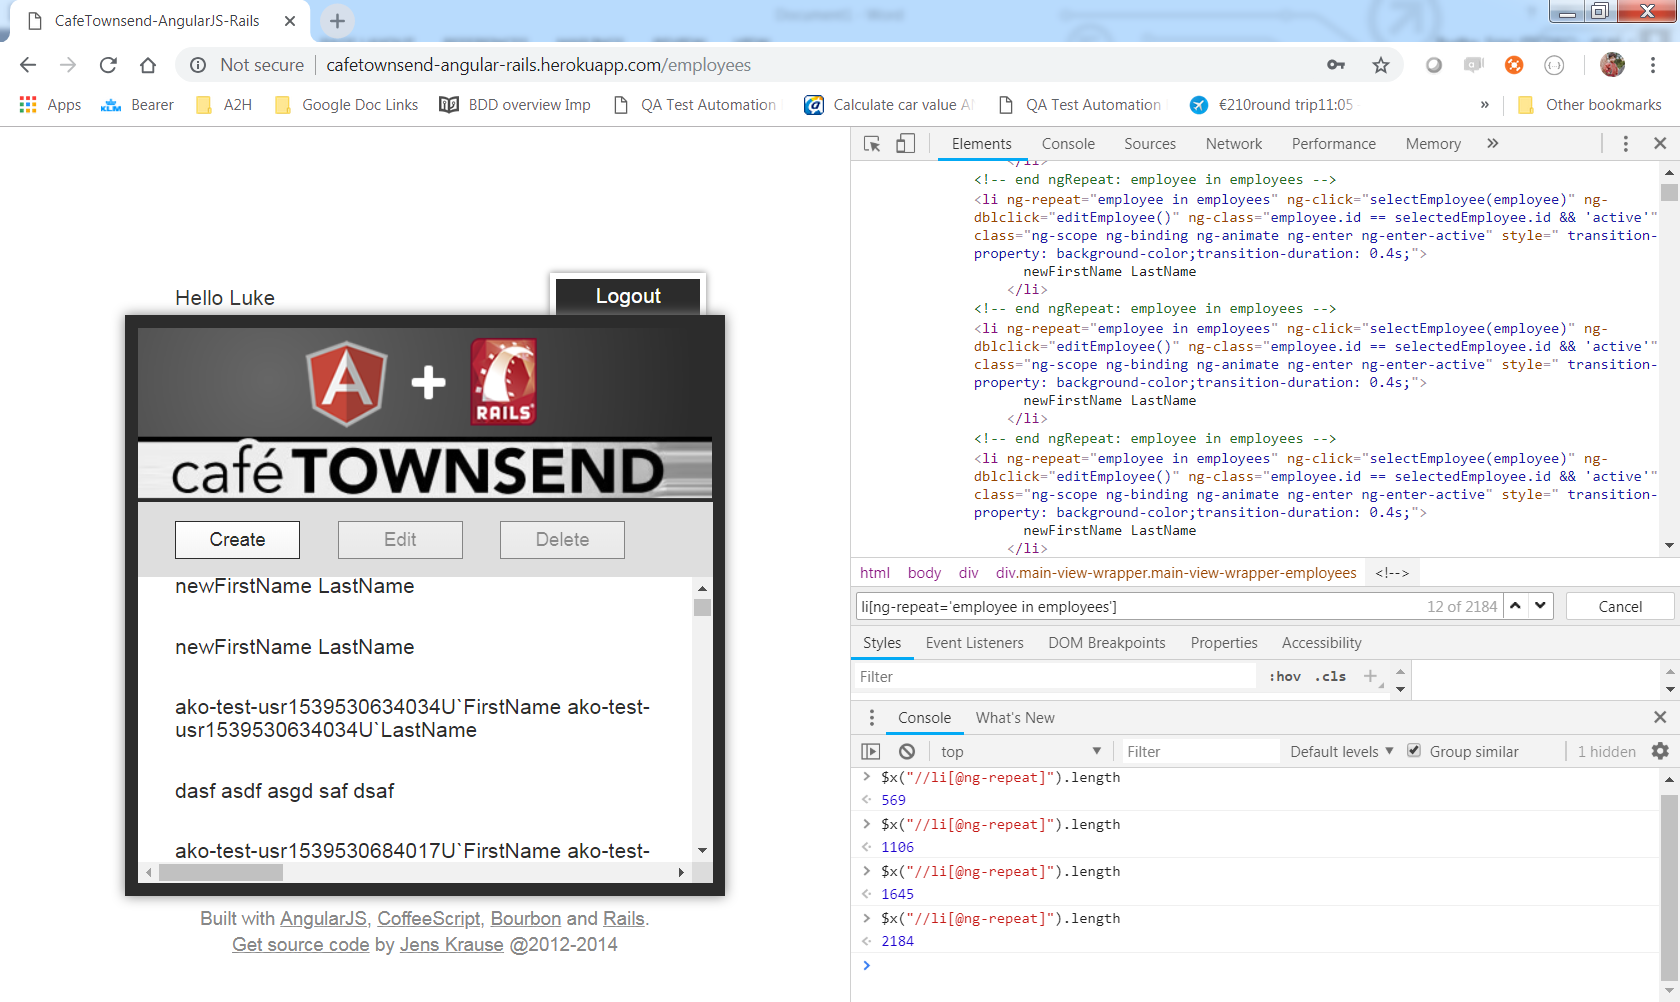 CafeTownsend-AngularJS-Rails
Not secure
cafetownsend-angular-rails.herokuapp.com/employees
Apps
Bearer
A2H
Google Doc Links
BDD overview Imp
QA Test Automation
Calculate car value
QA Test Automation
€210round trip11:05
»
Other bookmarks
Hello Luke
Logout
A
RAILS
café TOWNSEND
Create
Edit
Delete
newFirstName LastName
newFirstName LastName
ako-test-usr1539530634034U`FirstName ako-test-
usr1539530634034U`LastName
dasf asdf asgd saf dsaf
ako-test-usr1539530684017U`FirstName ako-test-
Built with AngularJS, CoffeeScript, Bourbon and Rails.
Get source code by Jens Krause @2012-2014
Elements Console Sources Network Performance Memory »
</li>
<!-- end ngRepeat: employee in employees -->
<li ng-repeat="employee in employees" ng-click="selectEmployee(employee)" ng-
dblclick="editEmployee()" ng-class="employee.id == selectedEmployee.id && 'active'"
class="ng-scope ng-binding ng-animate ng-enter ng-enter-active" style=" transition-
property: background-color;transition-duration: 0.4s;">
newFirstName LastName
</li>
<!-- end ngRepeat: employee in employees -->
<li ng-repeat="employee in employees" ng-click="selectEmployee(employee)" ng-
dblclick="editEmployee()" ng-class="employee.id == selectedEmployee.id && 'active'"
class="ng-scope ng-binding ng-animate ng-enter ng-enter-active" style=" transition-
property: background-color;transition-duration: 0.4s;">
newFirstName LastName
</li>
<!-- end ngRepeat: employee in employees -->
<li ng-repeat="employee in employees" ng-click="selectEmployee(employee)" ng-
dblclick="editEmployee()" ng-class="employee.id == selectedEmployee.id && 'active'"
class="ng-scope ng-binding ng-animate ng-enter ng-enter-active" style=" transition-
property: background-color;transition-duration: 0.4s;">
newFirstName LastName
</li>
html body div div.main-view-wrapper.main-view-wrapper-employees <!-->
li[ng-repeat='employee in employees'] 12 of 2184 Cancel
Styles Event Listeners DOM Breakpoints Properties Accessibility
Filter :hov .cls +
Console What's New
top Filter Default levels Group similar 1 hidden
$x("//li[@ng-repeat]").length
569
$x("//li[@ng-repeat]").length
1106
$x("//li[@ng-repeat]").length
1645
$x("//li[@ng-repeat]").length
2184